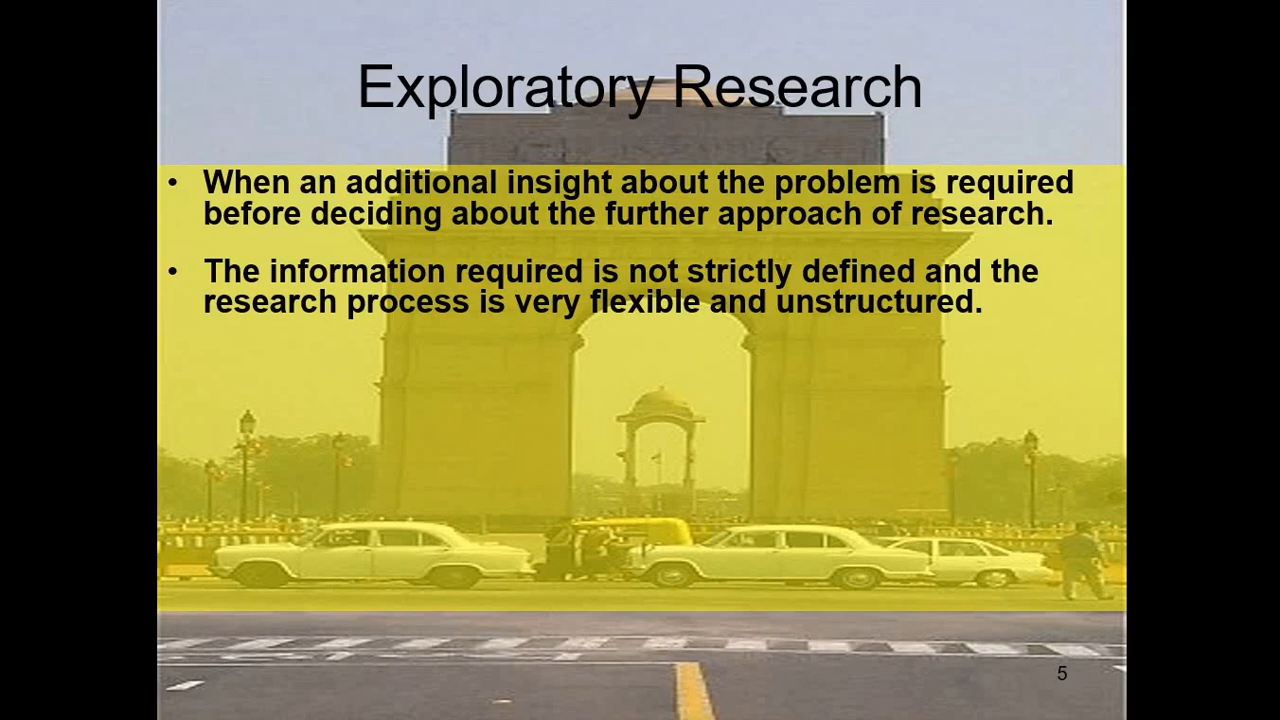 Exploratory Research
• When an additional insight about the problem is required
before deciding about the further approach of research.
• The information required is not strictly defined and the
research process is very flexible and unstructured.
5